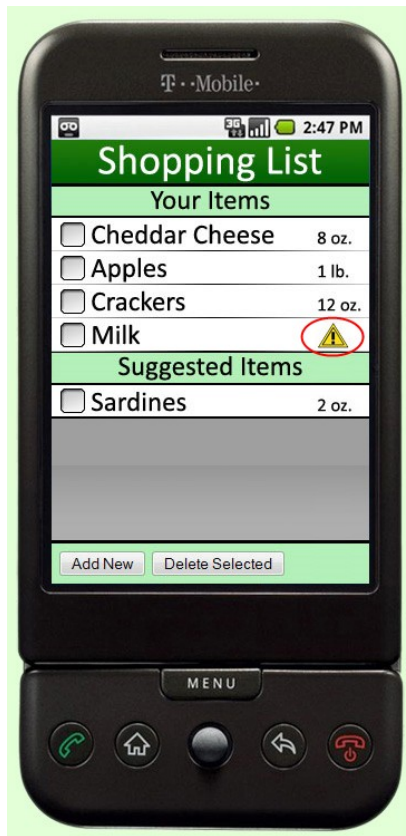 T··Mobile·
3G 2:47 PM
Shopping List
Your Items
Cheddar Cheese 8 oz.
Apples 1 lb.
Crackers 12 oz.
Milk
Suggested Items
Sardines 2 oz.
Add New Delete Selected
MENU